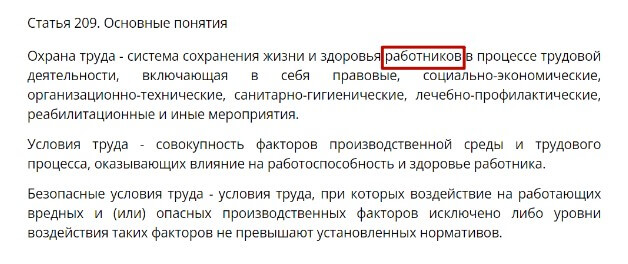 Статья 209. Основные понятия
Охрана труда - система сохранения жизни и здоровья работников в процессе трудовой
деятельности, включающая в себя правовые, социально-экономические,
организационно-технические, санитарно-гигиенические, лечебно-профилактические,
реабилитационные и иные мероприятия.
Условия труда - совокупность факторов производственной среды и трудового
процесса, оказывающих влияние на работоспособность и здоровье работника.
Безопасные условия труда - условия труда, при которых воздействие на работающих
вредных и (или) опасных производственных факторов исключено либо уровни
воздействия таких факторов не превышают установленных нормативов.